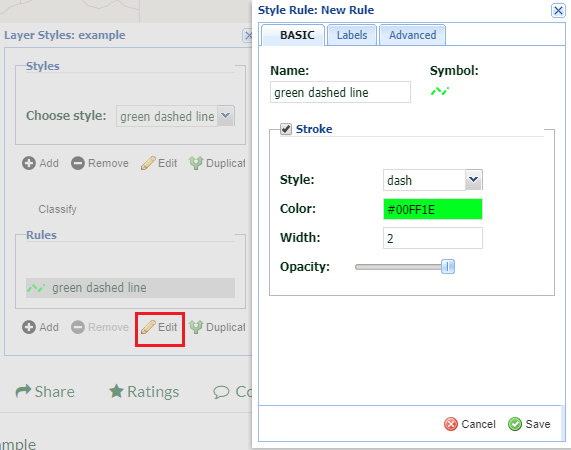 Layer Styles: example
Styles
Choose style: green dashed line
Add Remove Edit Duplicat
Classify
Rules
green dashed line
Add Remove Edit Duplicat
Share Ratings Co
ample
Style Rule: New Rule
BASIC Labels Advanced
Name: Symbol:
green dashed line
Stroke
Style: dash
Color: #00FF1E
Width: 2
Opacity:
Cancel Save